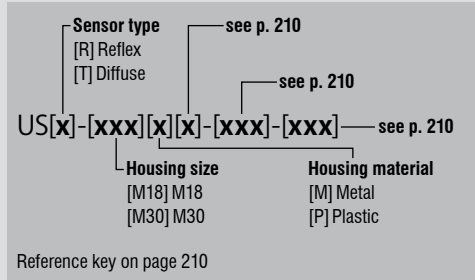 Sensor type
[R] Reflex
[T] Diffuse
see p. 210
see p. 210
US[x]-[xxx][x][x]-[xxx]-[xxx]
see p. 210
Housing size
[M18] M18
[M30] M30
Housing material
[M] Metal
[P] Plastic
Reference key on page 210